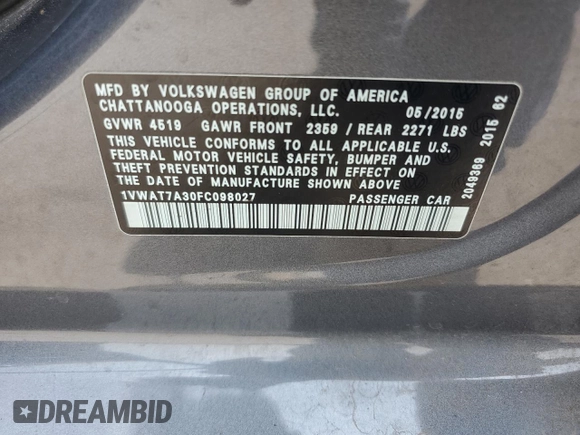 MFD BY VOLKSWAGEN GROUP OF AMERICA
CHATTANOOGA OPERATIONS, LLC. 05/2015
GVWR 4519 GAWR FRONT 2359 / REAR 2271 LBS
THIS VEHICLE CONFORMS TO ALL APPLICABLE U.S.
FEDERAL MOTOR VEHICLE SAFETY, BUMPER AND
THEFT PREVENTION STANDARDS IN EFFECT ON
THE DATE OF MANUFACTURE SHOWN ABOVE
1VWAT7A30FC098027 PASSENGER CAR
2049369 2015 62
DREAMBID